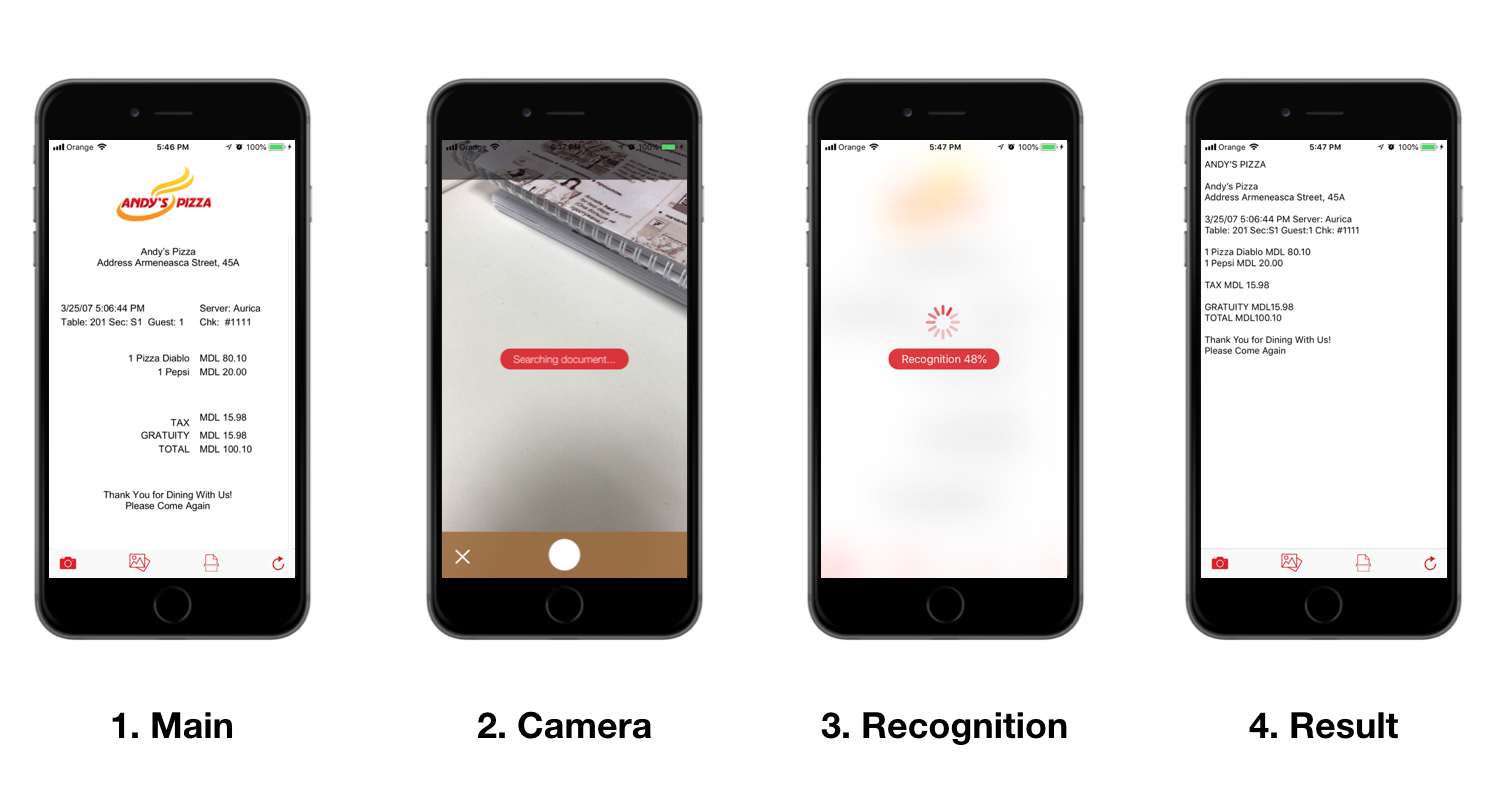 Orange 5:46 PM 100%
ANDY'S PIZZA
Andy's Pizza
Address Armeneasca Street, 45A
3/25/07 5:06:44 PM Server: Aurica
Table: 201 Sec: S1 Guest: 1 Chk: #1111
1 Pizza Diablo MDL 80.10
1 Pepsi MDL 20.00
TAX MDL 15.98
GRATUITY MDL 15.98
TOTAL MDL 100.10
Thank You for Dining With Us!
Please Come Again
1. Main
Orange 5:47 PM 100%
Searching document...
2. Camera
Orange 5:47 PM 100%
Recognition 48%
3. Recognition
Orange 5:47 PM 100%
ANDY'S PIZZA
Andy's Pizza
Address Armeneasca Street, 45A
3/25/07 5:06:44 PM Server: Aurica
Table: 201 Sec:S1 Guest:1 Chk: #1111
1 Pizza Diablo MDL 80.10
1 Pepsi MDL 20.00
TAX MDL 15.98
GRATUITY MDL15.98
TOTAL MDL100.10
Thank You for Dining With Us!
Please Come Again
4. Result